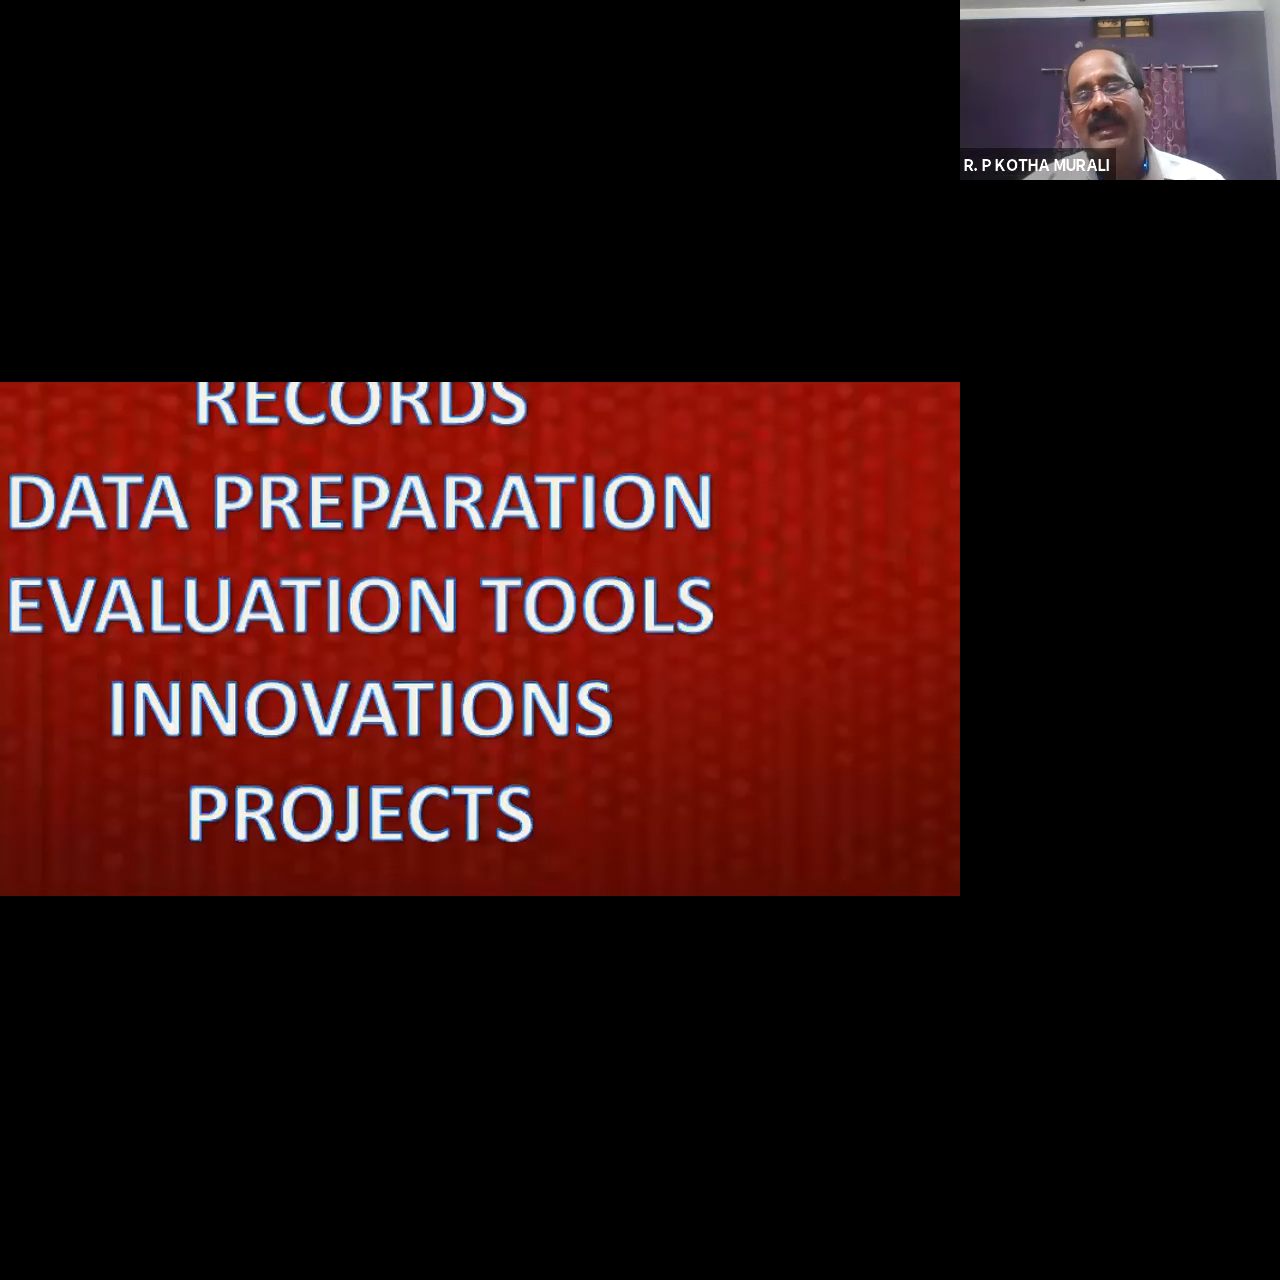 R. P KOTHA MURALI
RECORDS
DATA PREPARATION
EVALUATION TOOLS
INNOVATIONS
PROJECTS